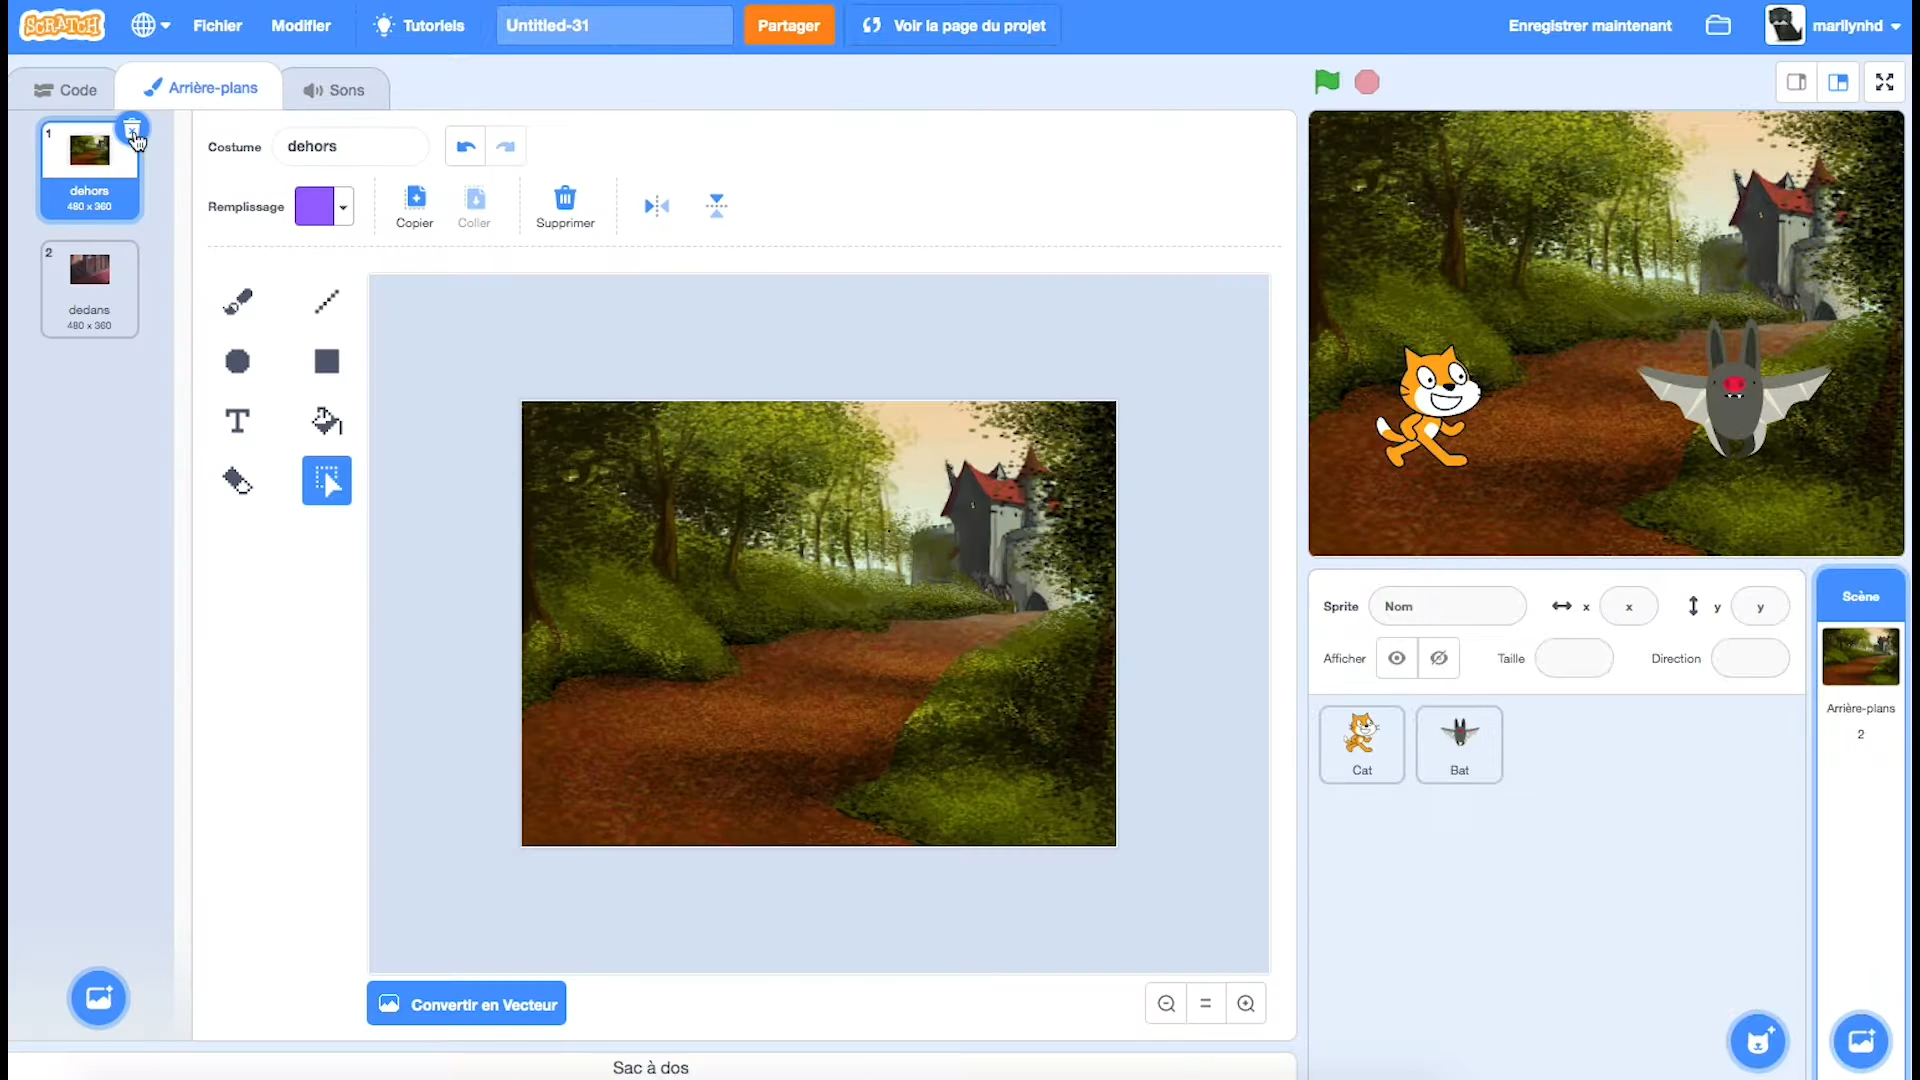 SCRATCH
Fichier
Modifier
Tutoriels
Untitled-31
Partager
Voir la page du projet
Enregistrer maintenant
marilynhd
Code
Arrière-plans
Sons
1
dehors
480 x 360
2
dedans
480 x 360
Costume
dehors
Remplissage
Copier
Coller
Supprimer
T
Convertir en Vecteur
=
Sac à dos
Sprite
Nom
x
x
y
y
Afficher
Taille
Direction
Cat
Bat
Scène
Arrière-plans
2